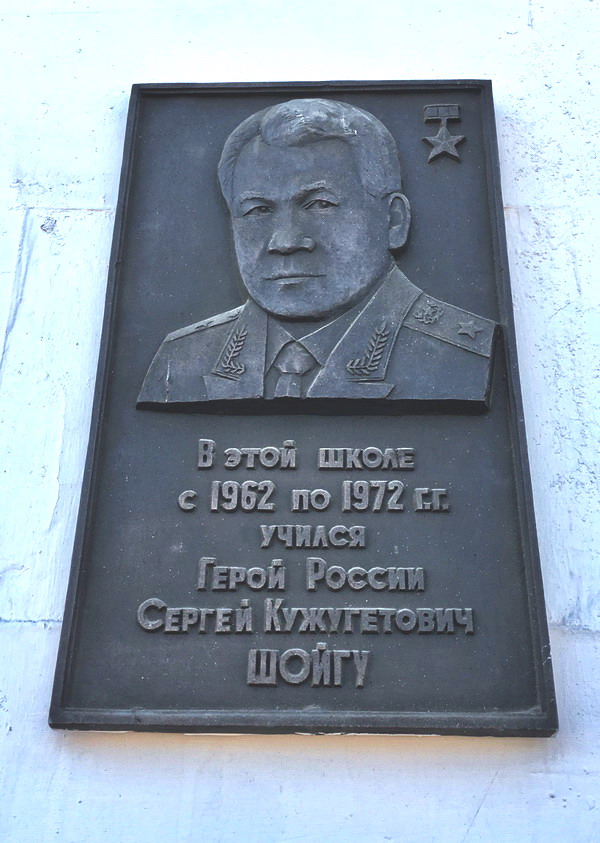 В этой школе
с 1962 по 1972 г.г.
учился
Герой России
Сергей Кужугетович
ШОЙГУ